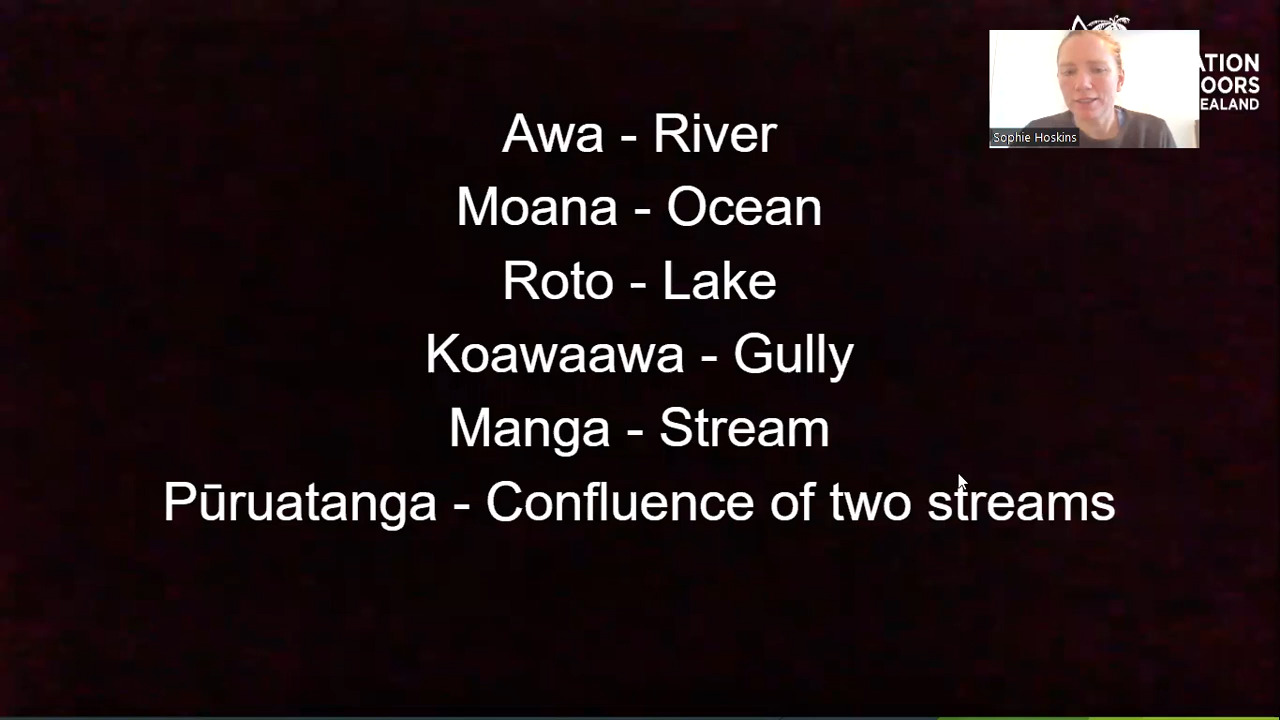 Awa - River
Moana - Ocean
Roto - Lake
Koawaawa - Gully
Manga - Stream
Pūruatanga - Confluence of two streams
Sophie Hoskins